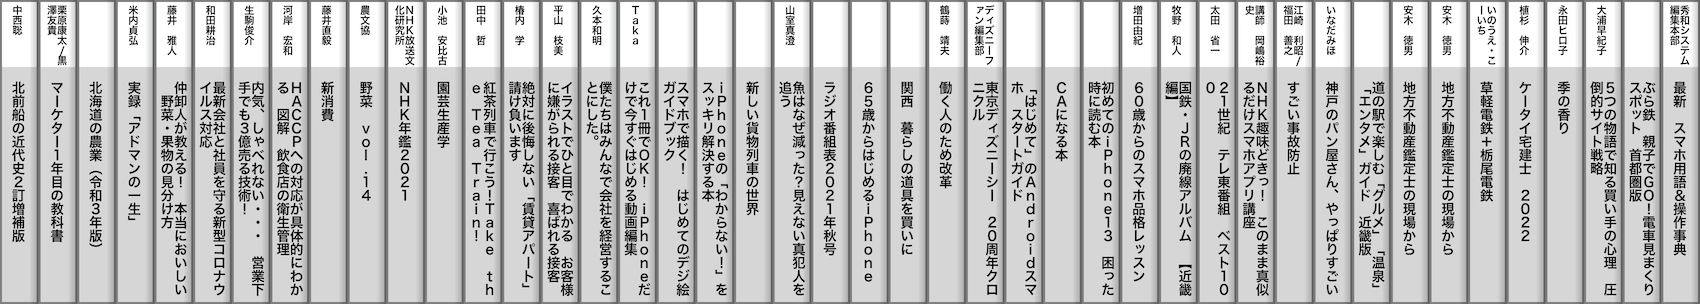 秀和システム
編集本部
最新 スマホ用語&操作事典
ぶら鉄 親子でGO!電車見まくり
スポット 首都圏版
大浦早紀子
5つの物語で知る買い手の心理 圧
倒的サイト戦略
永田ヒロ子
季の香り
植杉 伸介
ケータイ宅建士 2022
いのうえ・こ
ーいち
草軽電鉄+栃尾電鉄
安木 徳男
地方不動産鑑定士の現場から
安木 徳男
地方不動産鑑定士の現場から
道の駅で楽しむ「グルメ」「温泉」
「エンタメ」ガイド 近畿版
いなだみほ
神戸のパン屋さん、やっぱりすごい
江崎 利昭/
福田 善之
すごい事故防止
講師 岡嶋裕
史
NHK趣味どきっ! このまま真似
るだけスマホアプリ講座
太田 省一
21世紀 テレ東番組 ベスト10
0
牧野 和人
国鉄・JRの廃線アルバム 【近畿
編】
増田由紀
60歳からのスマホ品格レッスン
初めてのiPhone13 困った
時に読む本
CAになる本
「はじめて」のAndroidスマ
ホ スタートガイド
ディズニーフ
ァン編集部
東京ディズニーシー 20周年クロ
ニクル
鶴蒔 靖夫
働く人のため改革
関西 暮らしの道具を買いに
65歳からはじめるiPhone
ラジオ番組表2021年秋号
山室真澄
魚はなぜ減った?見えない真犯人を
追う
新しい貨物列車の世界
iPhoneの「わからない!」を
スッキリ解決する本
スマホで描く! はじめてのデジ絵
ガイドブック
Taka
これ1冊でOK! iPhoneだ
けで今すぐはじめる動画編集
久本和明
僕たちはみんなで会社を経営するこ
とにした。
平山 枝美
イラストでひと目でわかる お客様
に嫌がられる接客 喜ばれる接客
椿内 学
絶対に後悔しない「賃貸アパート」
請け負います
田中 哲
紅茶列車で行こう!Take th
e Tea Train!
小池 安比古
園芸生産学
NHK放送文
化研究所
NHK年鑑2021
農文協
野菜 vol.14
藤井直毅
新消費
河岸 宏和
HACCPへの対応が具体的にわか
る 図解 飲食店の衛生管理
生駒俊介
内気、しゃべれない・・・ 営業下
手でも3億売る技術!
和田耕治
最新会社と社員を守る新型コロナウ
イルス対応
藤井 雅人
仲卸人が教える! 本当においしい
野菜・果物の見分け方
米内貞弘
実録「アドマンの一生」
北海道の農業(令和3年版)
栗原康太/黒
澤友貴
マーケター1年目の教科書
中西聡
北前船の近代史2訂増補版